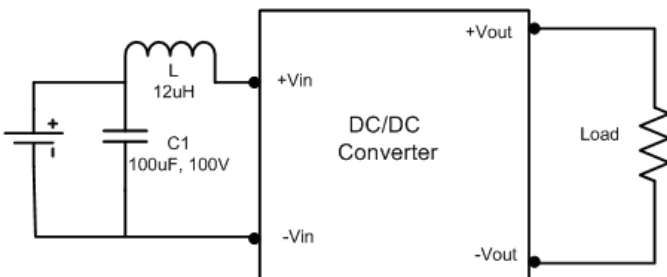 +Vout
L
12uH
+Vin
+
DC/DC
Converter
C1
100uF, 100V
Load
-Vin
-Vout